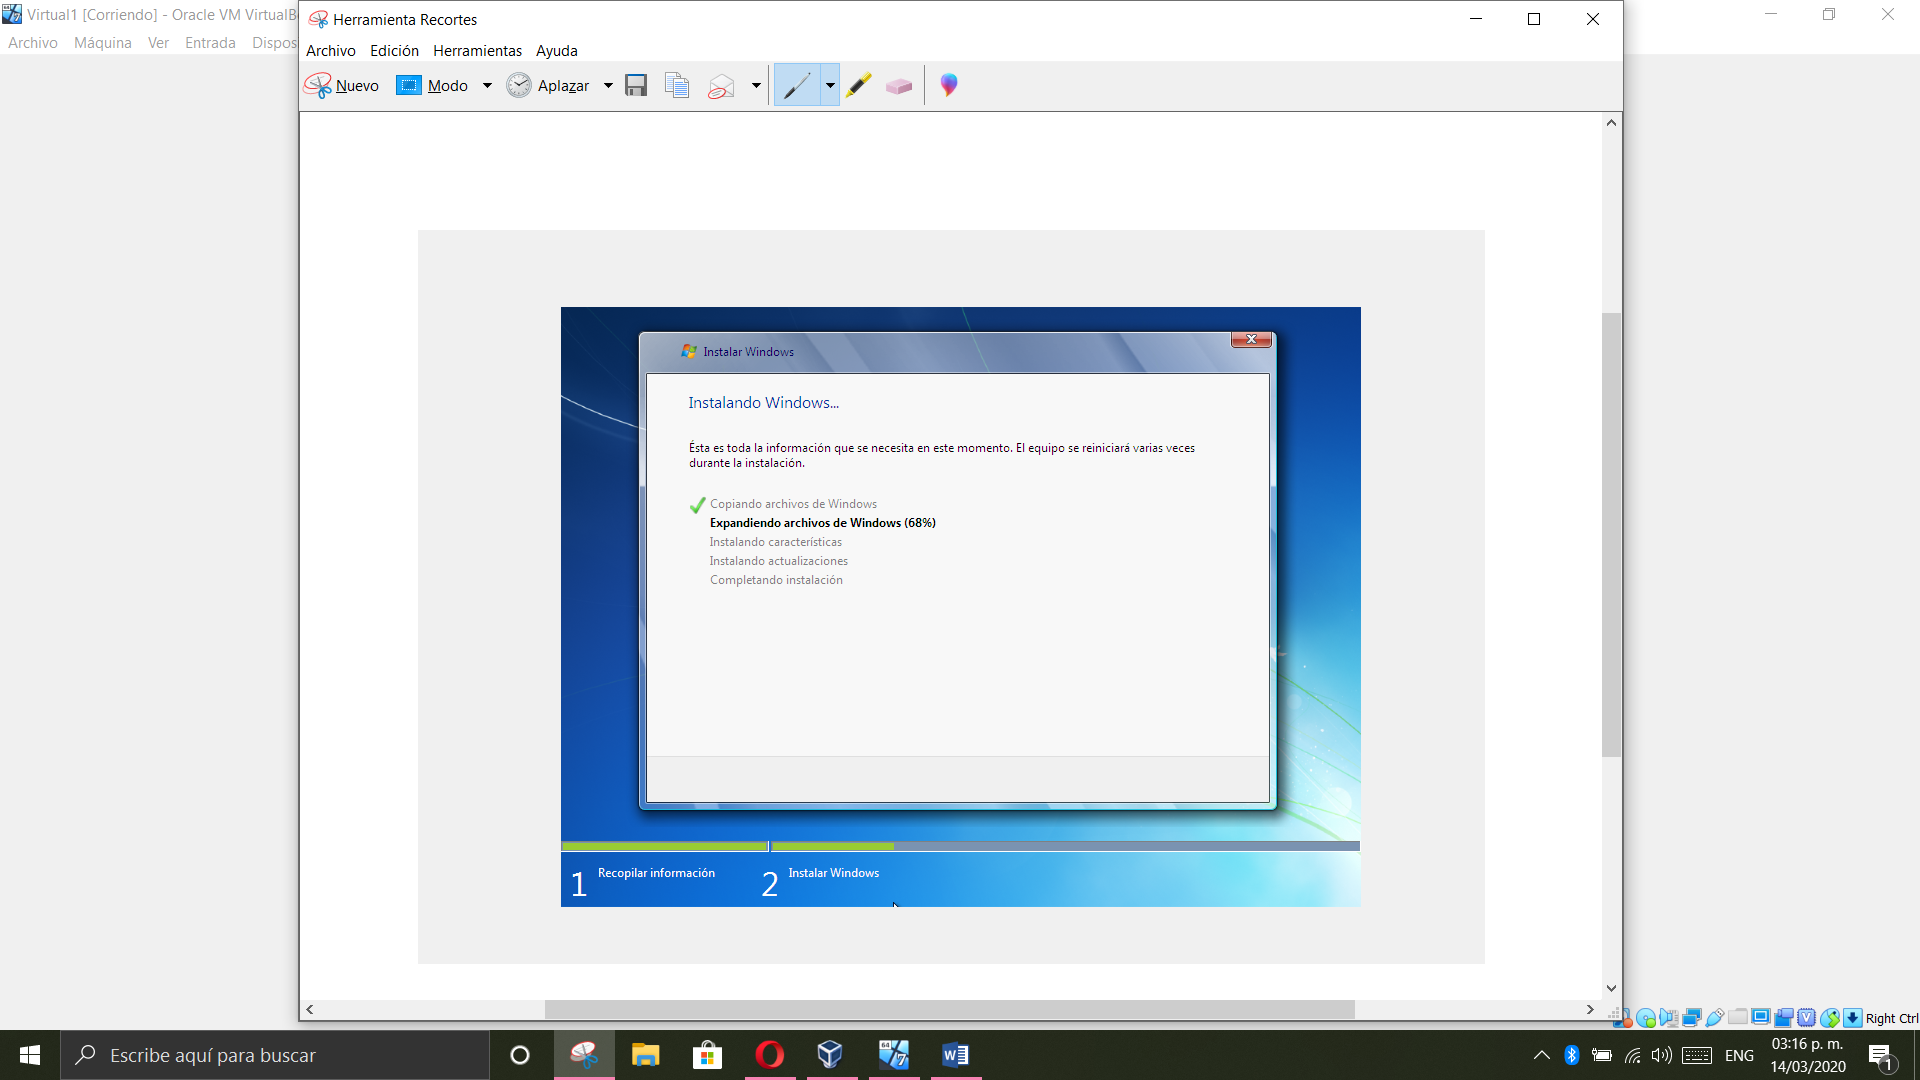 Virtual1 [Corriendo] - Oracle VM VirtualB
Archivo Máquina Ver Entrada Dispos
Herramienta Recortes
Archivo Edición Herramientas Ayuda
Nuevo Modo Aplazar
Instalar Windows
Instalando Windows...
Ésta es toda la información que se necesita en este momento. El equipo se reiniciará varias veces
durante la instalación.
Copiando archivos de Windows
Expandiendo archivos de Windows (68%)
Instalando características
Instalando actualizaciones
Completando instalación
1 Recopilar información 2 Instalar Windows
Right Ctrl
Escribe aquí para buscar
ENG
03:16 p. m.
14/03/2020
1